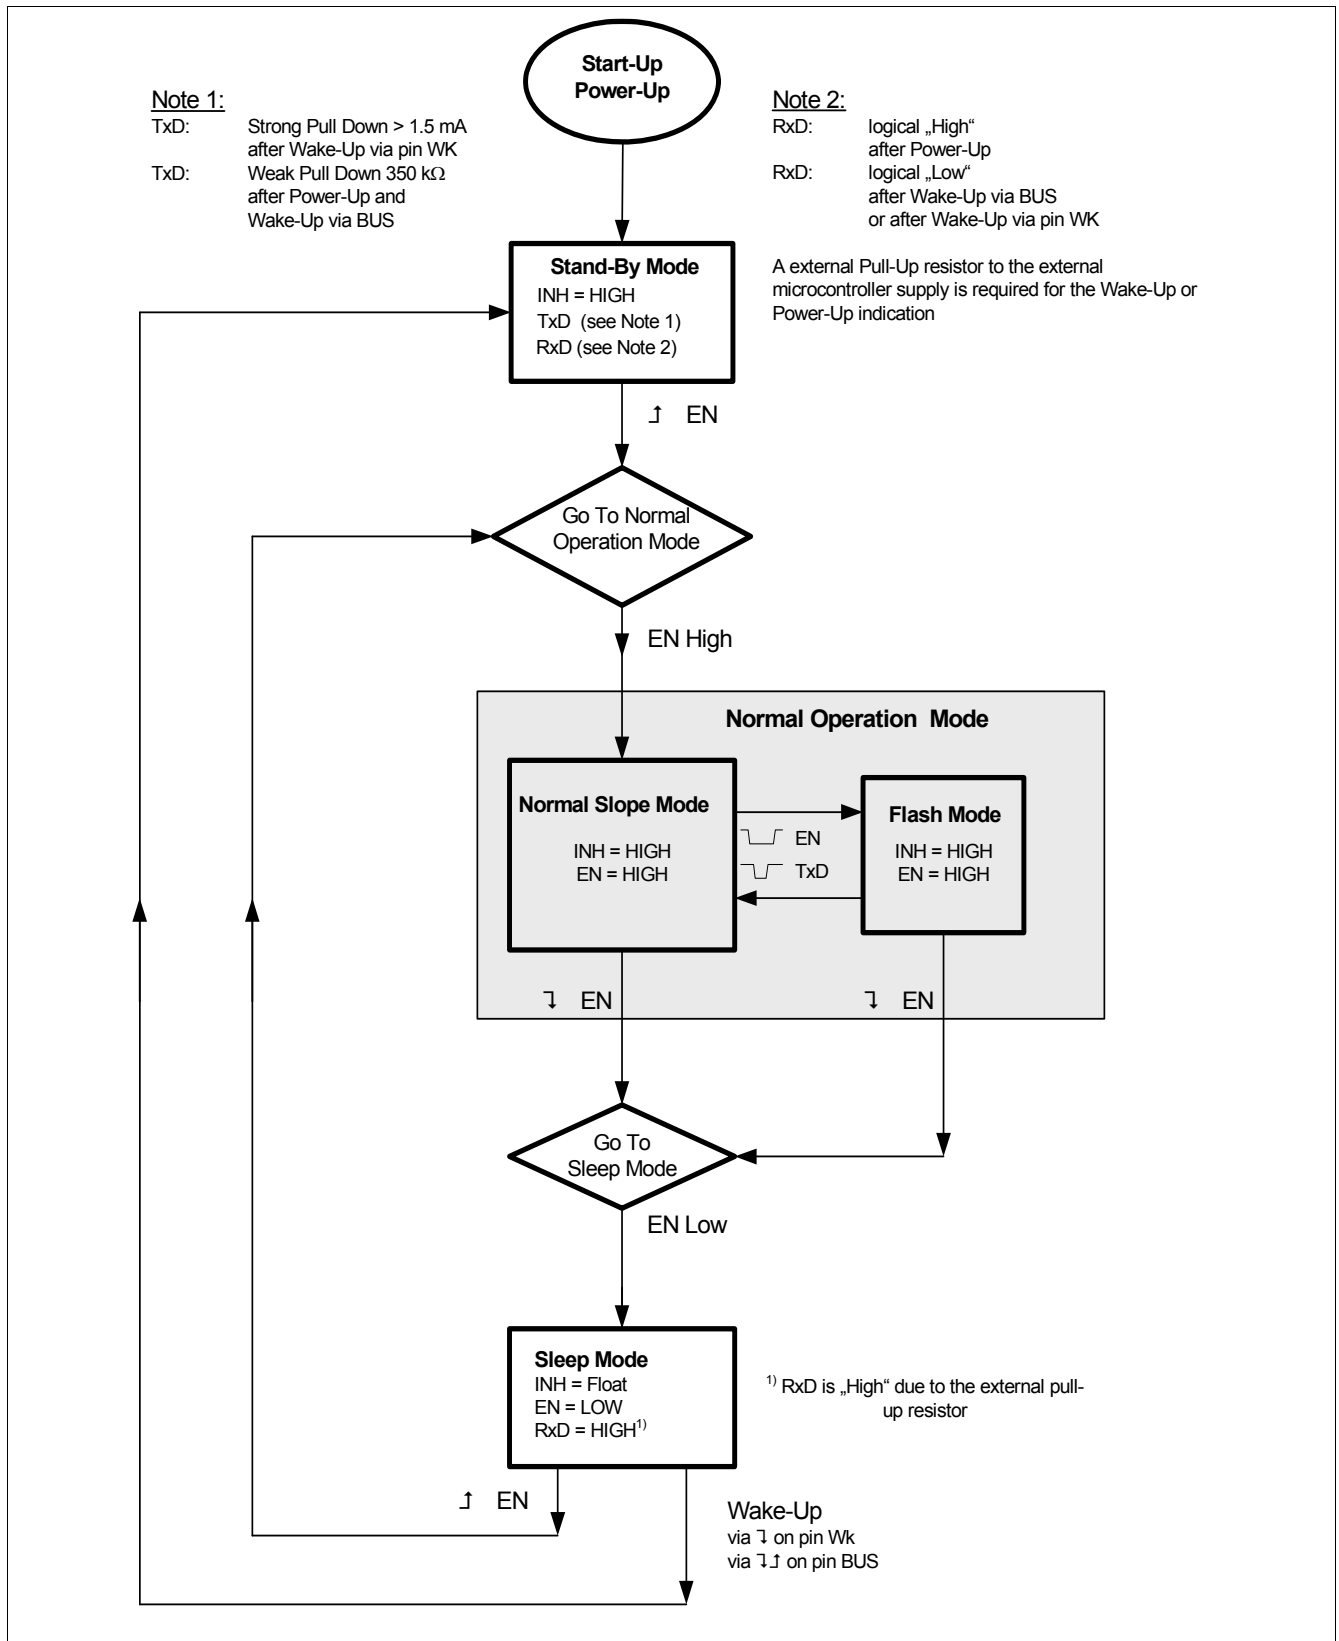 Start-Up
Power-Up
Note 1:
TxD: Strong Pull Down > 1.5 mA
after Wake-Up via pin WK
TxD: Weak Pull Down 350 kΩ
after Power-Up and
Wake-Up via BUS
Note 2:
RxD: logical „High“
after Power-Up
RxD: logical „Low“
after Wake-Up via BUS
or after Wake-Up via pin WK
A external Pull-Up resistor to the external
microcontroller supply is required for the Wake-Up or
Power-Up indication
Stand-By Mode
INH = HIGH
TxD (see Note 1)
RxD (see Note 2)
EN
Go To Normal
Operation Mode
EN High
Normal Operation Mode
Normal Slope Mode
INH = HIGH
EN = HIGH
EN
TxD
Flash Mode
INH = HIGH
EN = HIGH
EN
EN
Go To
Sleep Mode
EN Low
Sleep Mode
INH = Float
EN = LOW
RxD = HIGH1)
1) RxD is „High“ due to the external pull-
up resistor
EN
Wake-Up
via on pin Wk
via on pin BUS